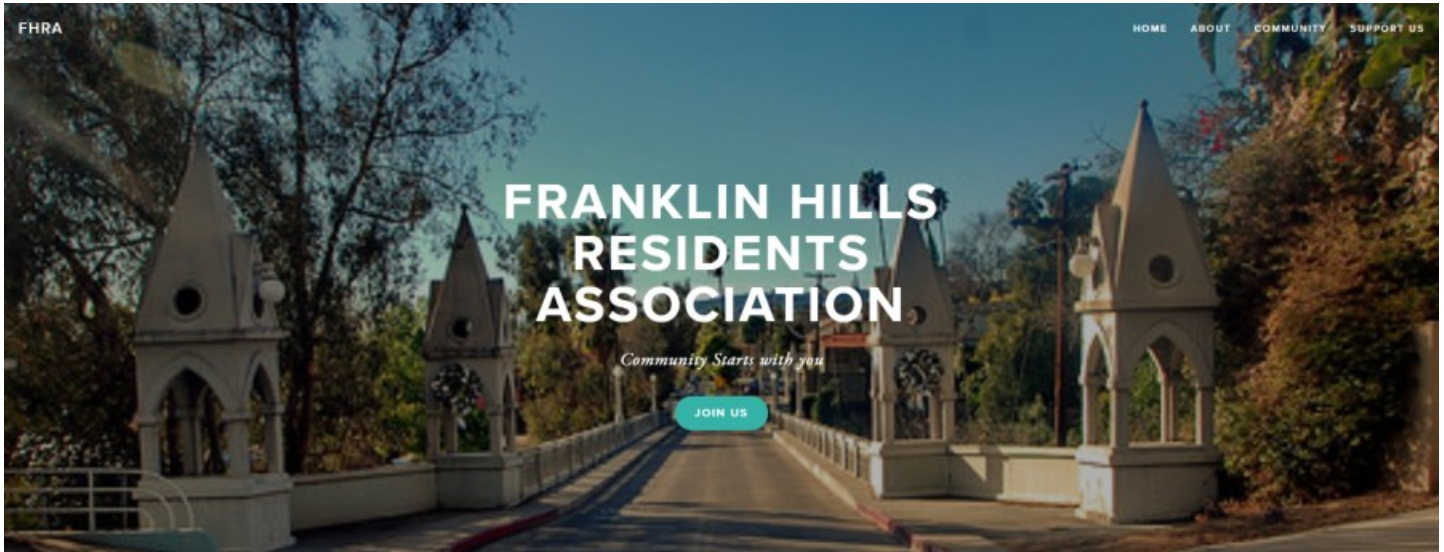 FHRA
HOME ABOUT COMMUNITY SUPPORT US
FRANKLIN HILLS
RESIDENTS
ASSOCIATION
Community Starts with you
JOIN US